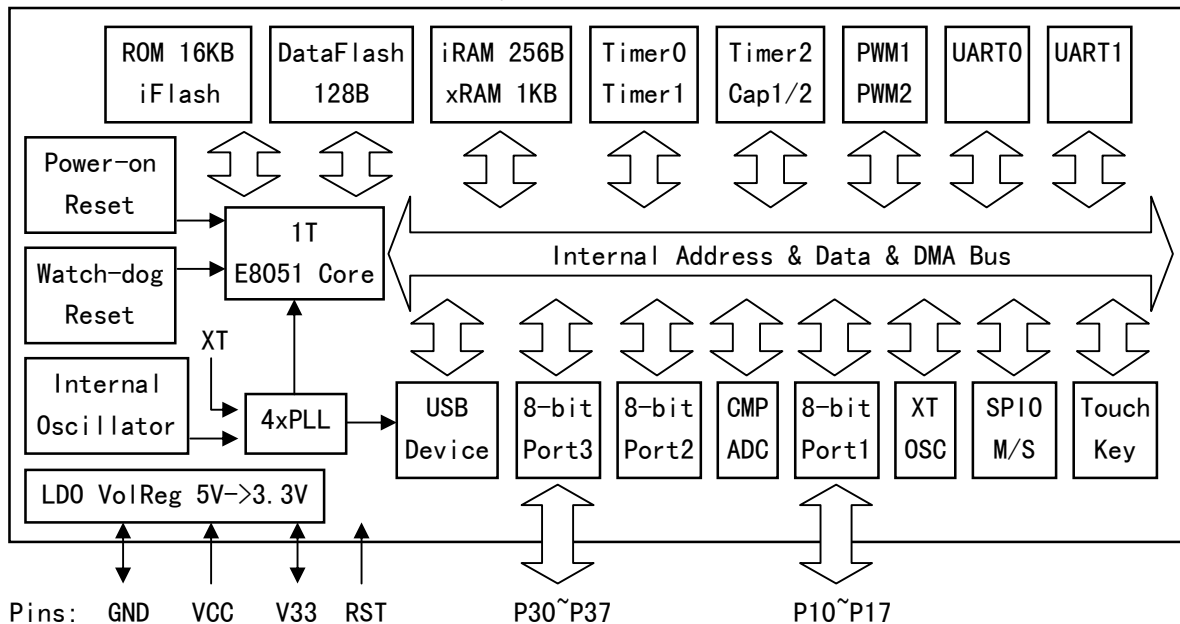 ROM 16KB
iFlash
DataFlash
128B
iRAM 256B
xRAM 1KB
Timer0
Timer1
Timer2
Cap1/2
PWM1
PWM2
UART0
UART1
Power-on
Reset
1T
E8051 Core
Internal Address & Data & DMA Bus
Watch-dog
Reset
XT
Internal
Oscillator
4xPLL
USB
Device
8-bit
Port3
8-bit
Port2
CMP
ADC
8-bit
Port1
XT
OSC
SPI0
M/S
Touch
Key
LDO VolReg 5V->3.3V
Pins: GND VCC V33 RST P30~P37 P10~P17